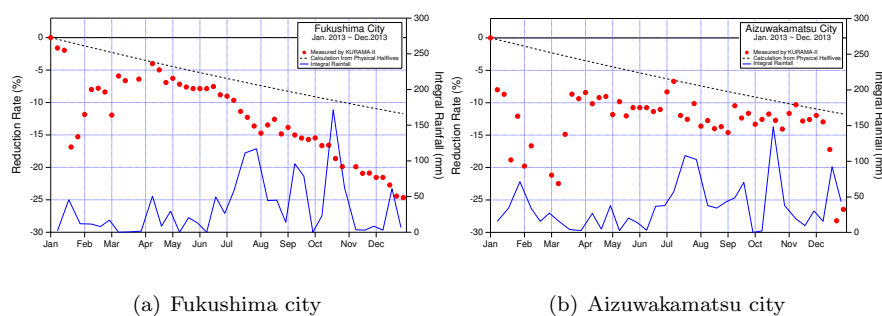 Fukushima City
Jan. 2013 ~ Dec.2013
Measured by KURAMA-II
Calculation from Physical Halflives
Integral Rainfall
Reduction Rate (%)
0
-5
-10
-15
-20
-25
-30
300
250
200
150
100
50
0
Integral Rainfall (mm)
Jan Feb Mar Apr May Jun Jul Aug Sep Oct Nov Dec
(a) Fukushima city
Aizuwakamatsu City
Jan. 2013 ~ Dec.2013
Measured by KURAMA-II
Calculation from Physical Halflives
Integral Rainfall
Reduction Rate (%)
0
-5
-10
-15
-20
-25
-30
300
250
200
150
100
50
0
Integral Rainfall (mm)
Jan Feb Mar Apr May Jun Jul Aug Sep Oct Nov Dec
(b) Aizuwakamatsu city